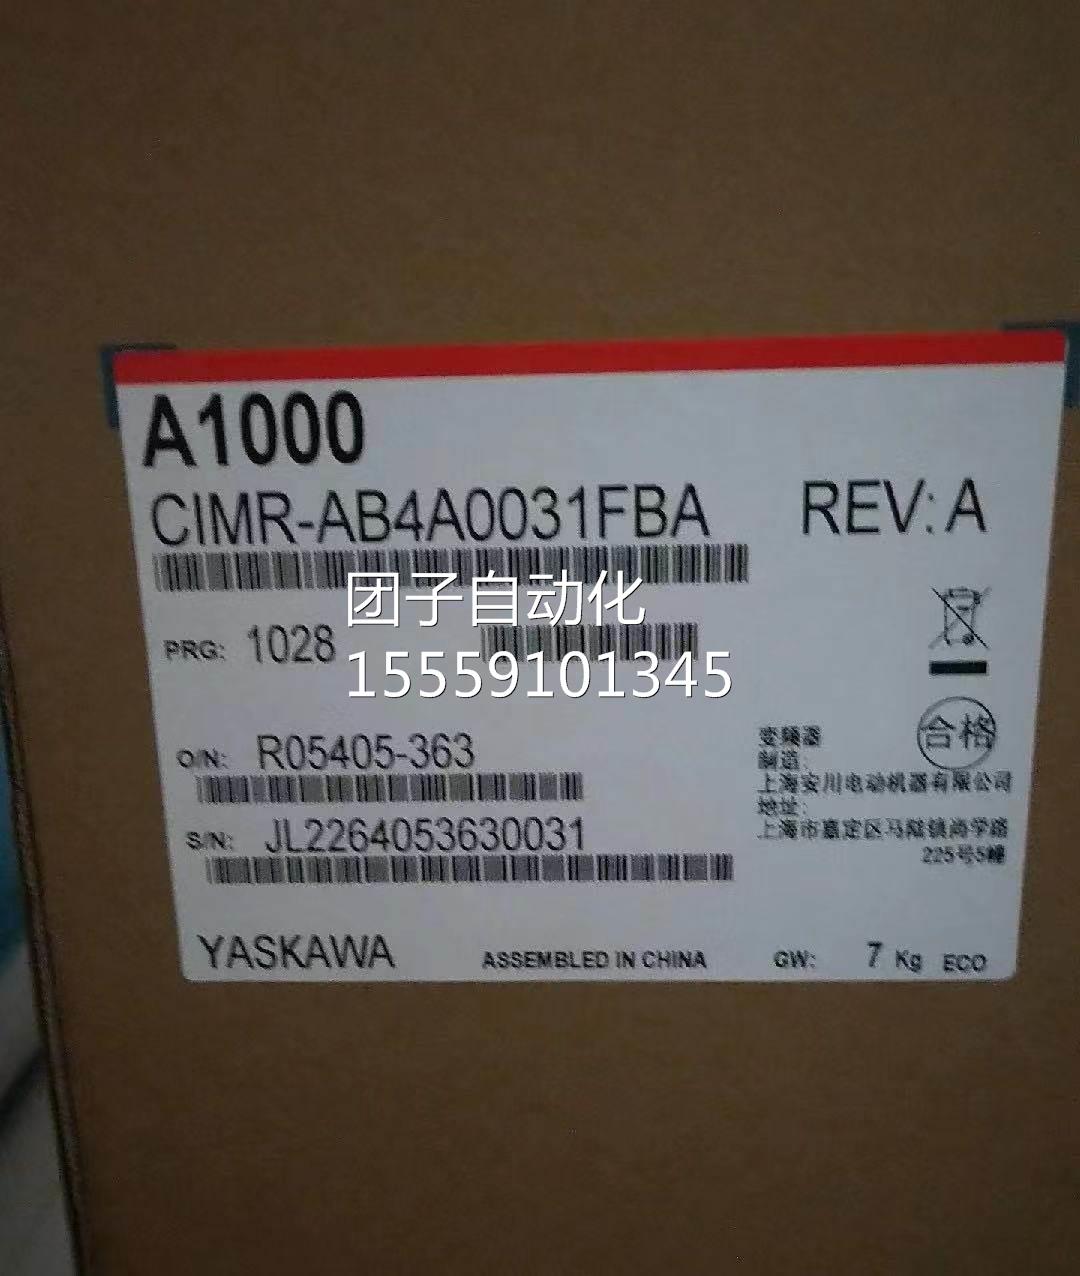 A1000
CIMR-AB4A0031FBA REV: A
团子自动化
PRG: 1028
15559101345
O/N: R05405-363
S/N: JL2264053630031
合格
变频器
制造:
上海安川电动机器有限公司
地址:
上海市嘉定区马陆镇尚学路
225号5幢
YASKAWA ASSEMBLED IN CHINA GW: 7 Kg ECO